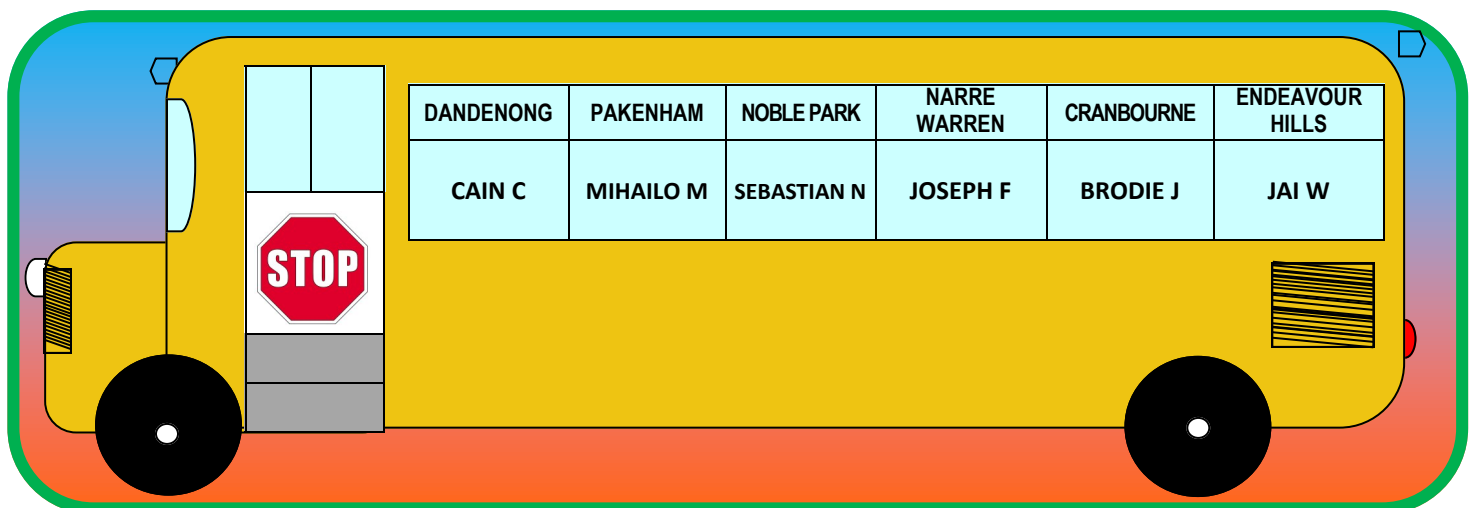 DANDENONG PAKENHAM NOBLE PARK NARRE WARREN CRANBOURNE ENDEAVOUR HILLS
CAIN C MIHAILO M SEBASTIAN N JOSEPH F BRODIE J JAI W
STOP